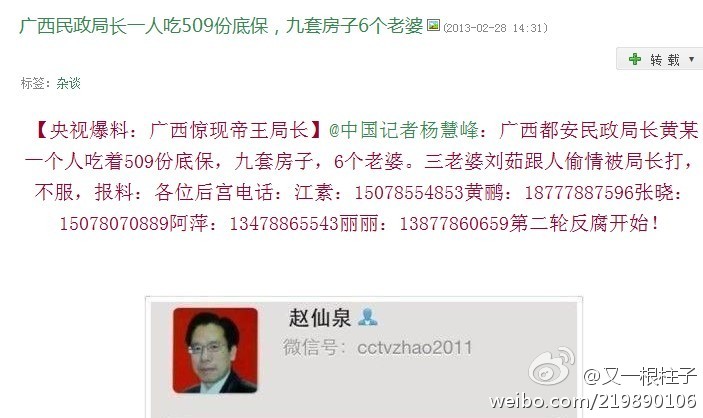 广西民政局长一人吃509份底保，九套房子6个老婆 (2013-02-28 14:31)
转载
标签：杂谈
【央视爆料：广西惊现帝王局长】@中国记者杨慧峰：广西都安民政局长黄某
一个人吃着509份底保，九套房子，6个老婆。三老婆刘茹跟人偷情被局长打，
不服，报料：各位后宫电话：江素：15078554853黄鹏：18777887596张晓：
15078070889阿萍：13478865543丽丽：13877860659第二轮反腐开始！
赵仙泉
微信号：cctvzhao2011
@又一根柱子
weibo.com/219890106